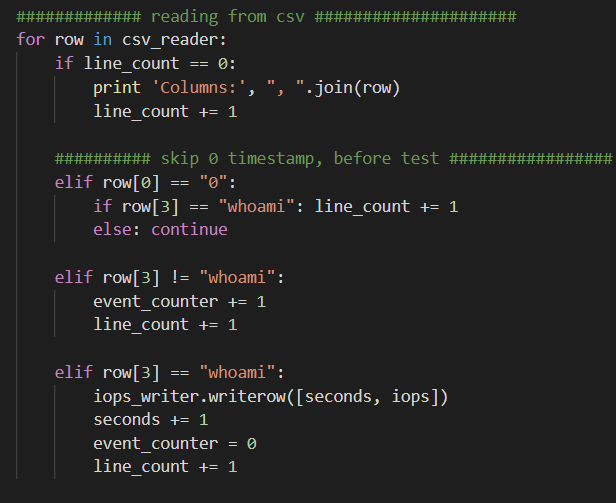 ############# reading from csv #####################
for row in csv_reader:
    if line_count == 0:
        print 'Columns:', ", ".join(row)
        line_count += 1
    ########## skip 0 timestamp, before test #################
    elif row[0] == "0":
        if row[3] == "whoami": line_count += 1
        else: continue
    elif row[3] != "whoami":
        event_counter += 1
        line_count += 1
    elif row[3] == "whoami":
        iops_writer.writerow([seconds, iops])
        seconds += 1
        event_counter = 0
        line_count += 1